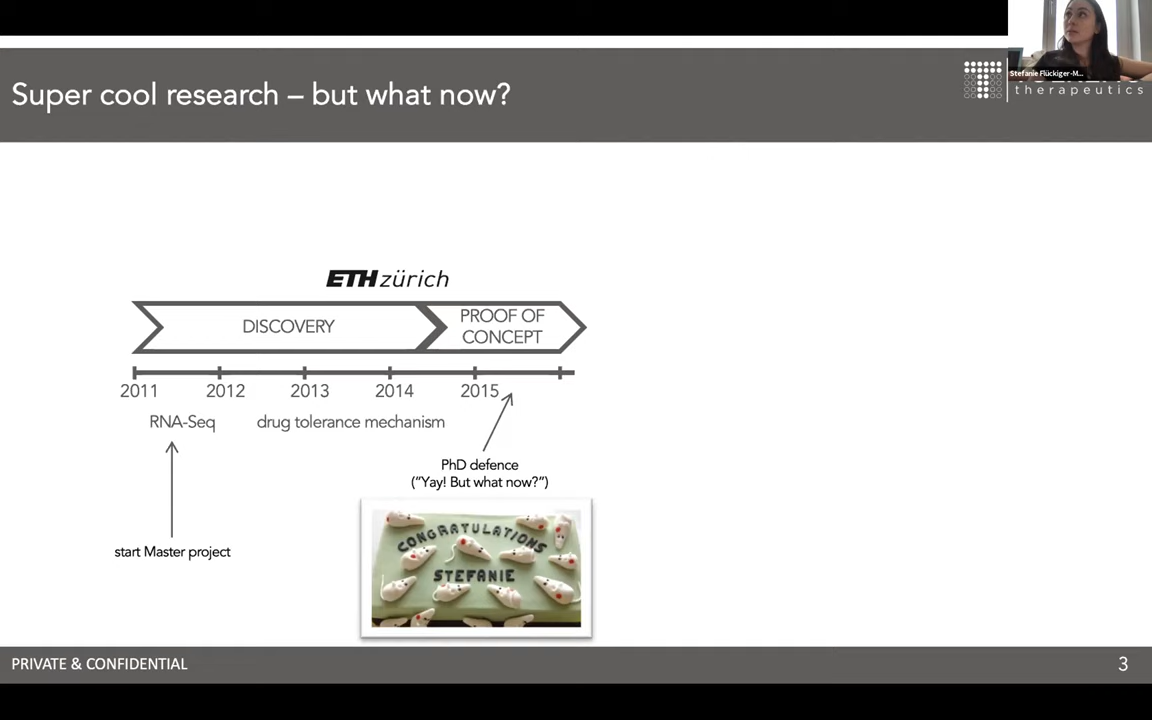 Super cool research – but what now?
Stefanie Flückiger-M...
therapeutics
ETH zürich
DISCOVERY
PROOF OF
CONCEPT
2011 2012 2013 2014 2015
RNA-Seq
drug tolerance mechanism
PhD defence
("Yay! But what now?")
start Master project
CONGRATULATIONS
STEFANIE
PRIVATE & CONFIDENTIAL
3